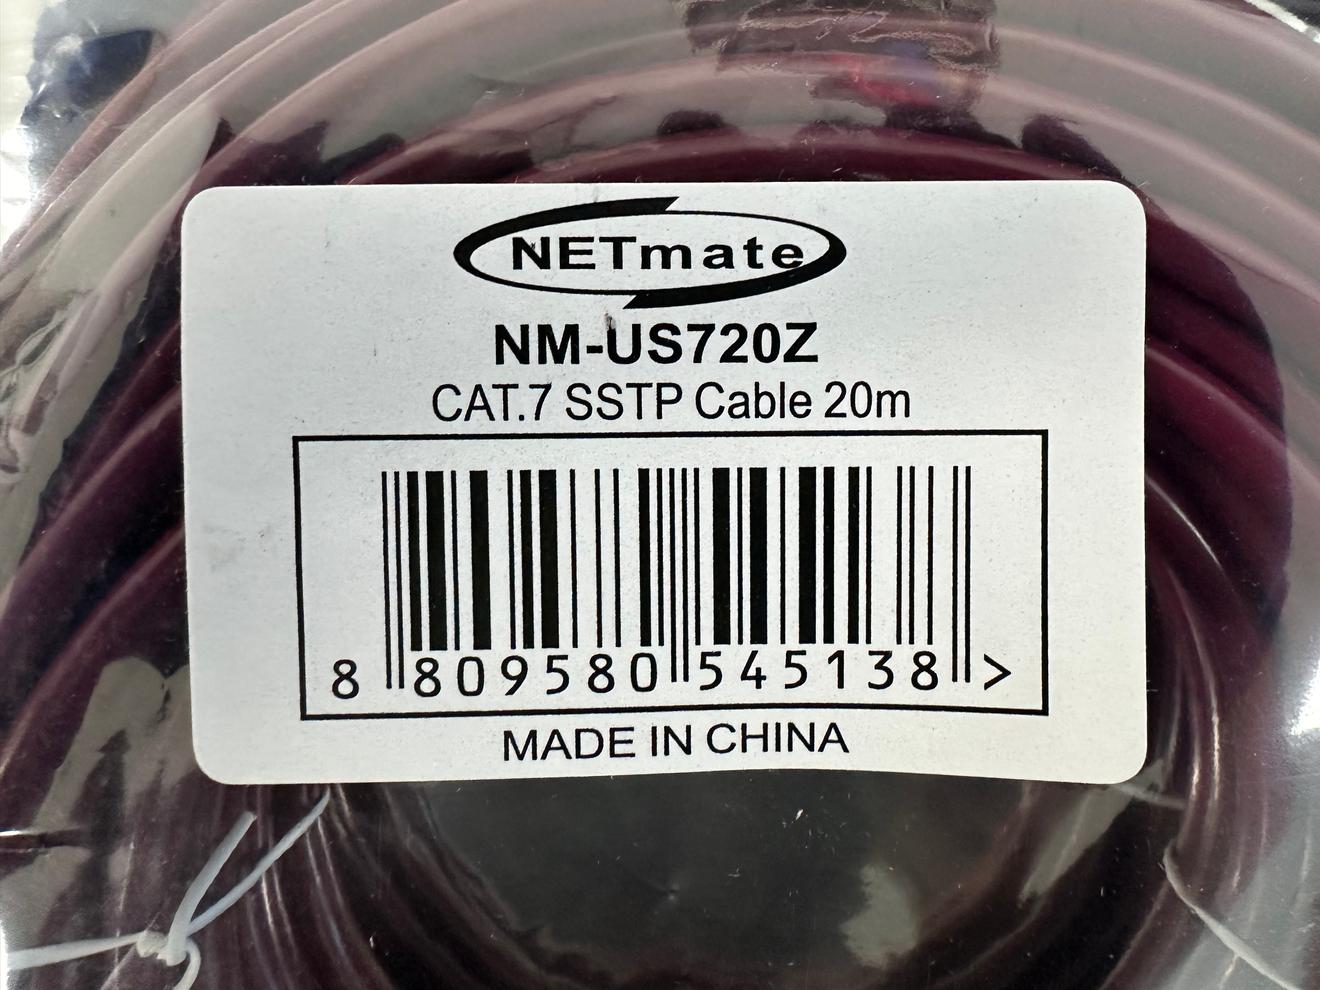 NETmate
NM-US720Z
CAT.7 SSTP Cable 20m
8 809580 545138 >
MADE IN CHINA